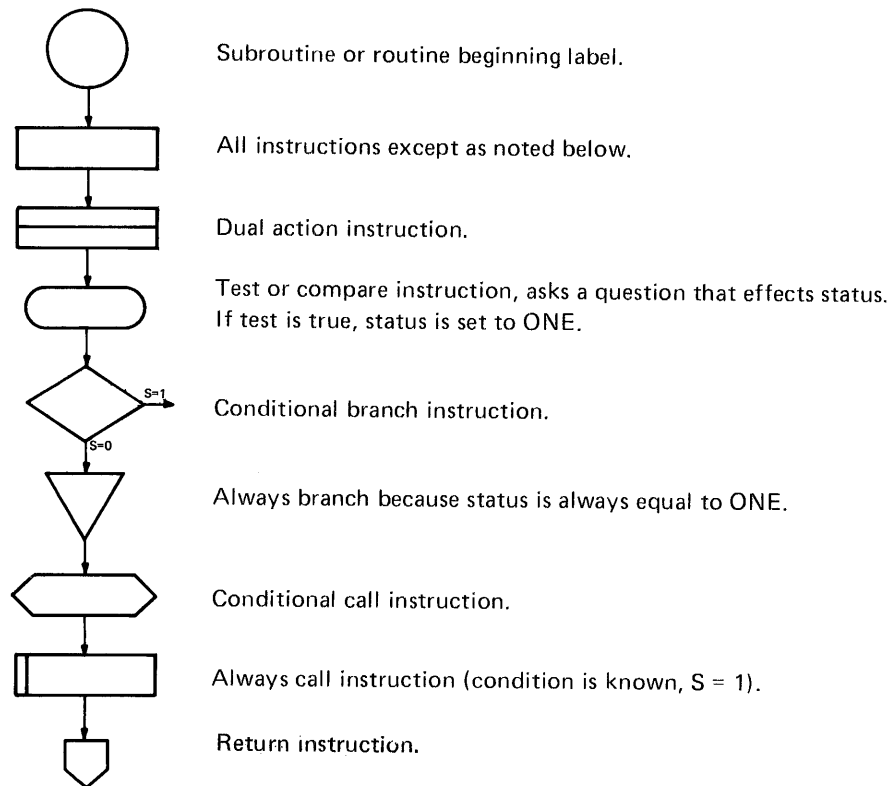 Subroutine or routine beginning label.
All instructions except as noted below.
Dual action instruction.
Test or compare instruction, asks a question that effects status.
If test is true, status is set to ONE.
S=1
Conditional branch instruction.
S=0
Always branch because status is always equal to ONE.
Conditional call instruction.
Always call instruction (condition is known, S = 1).
Return instruction.